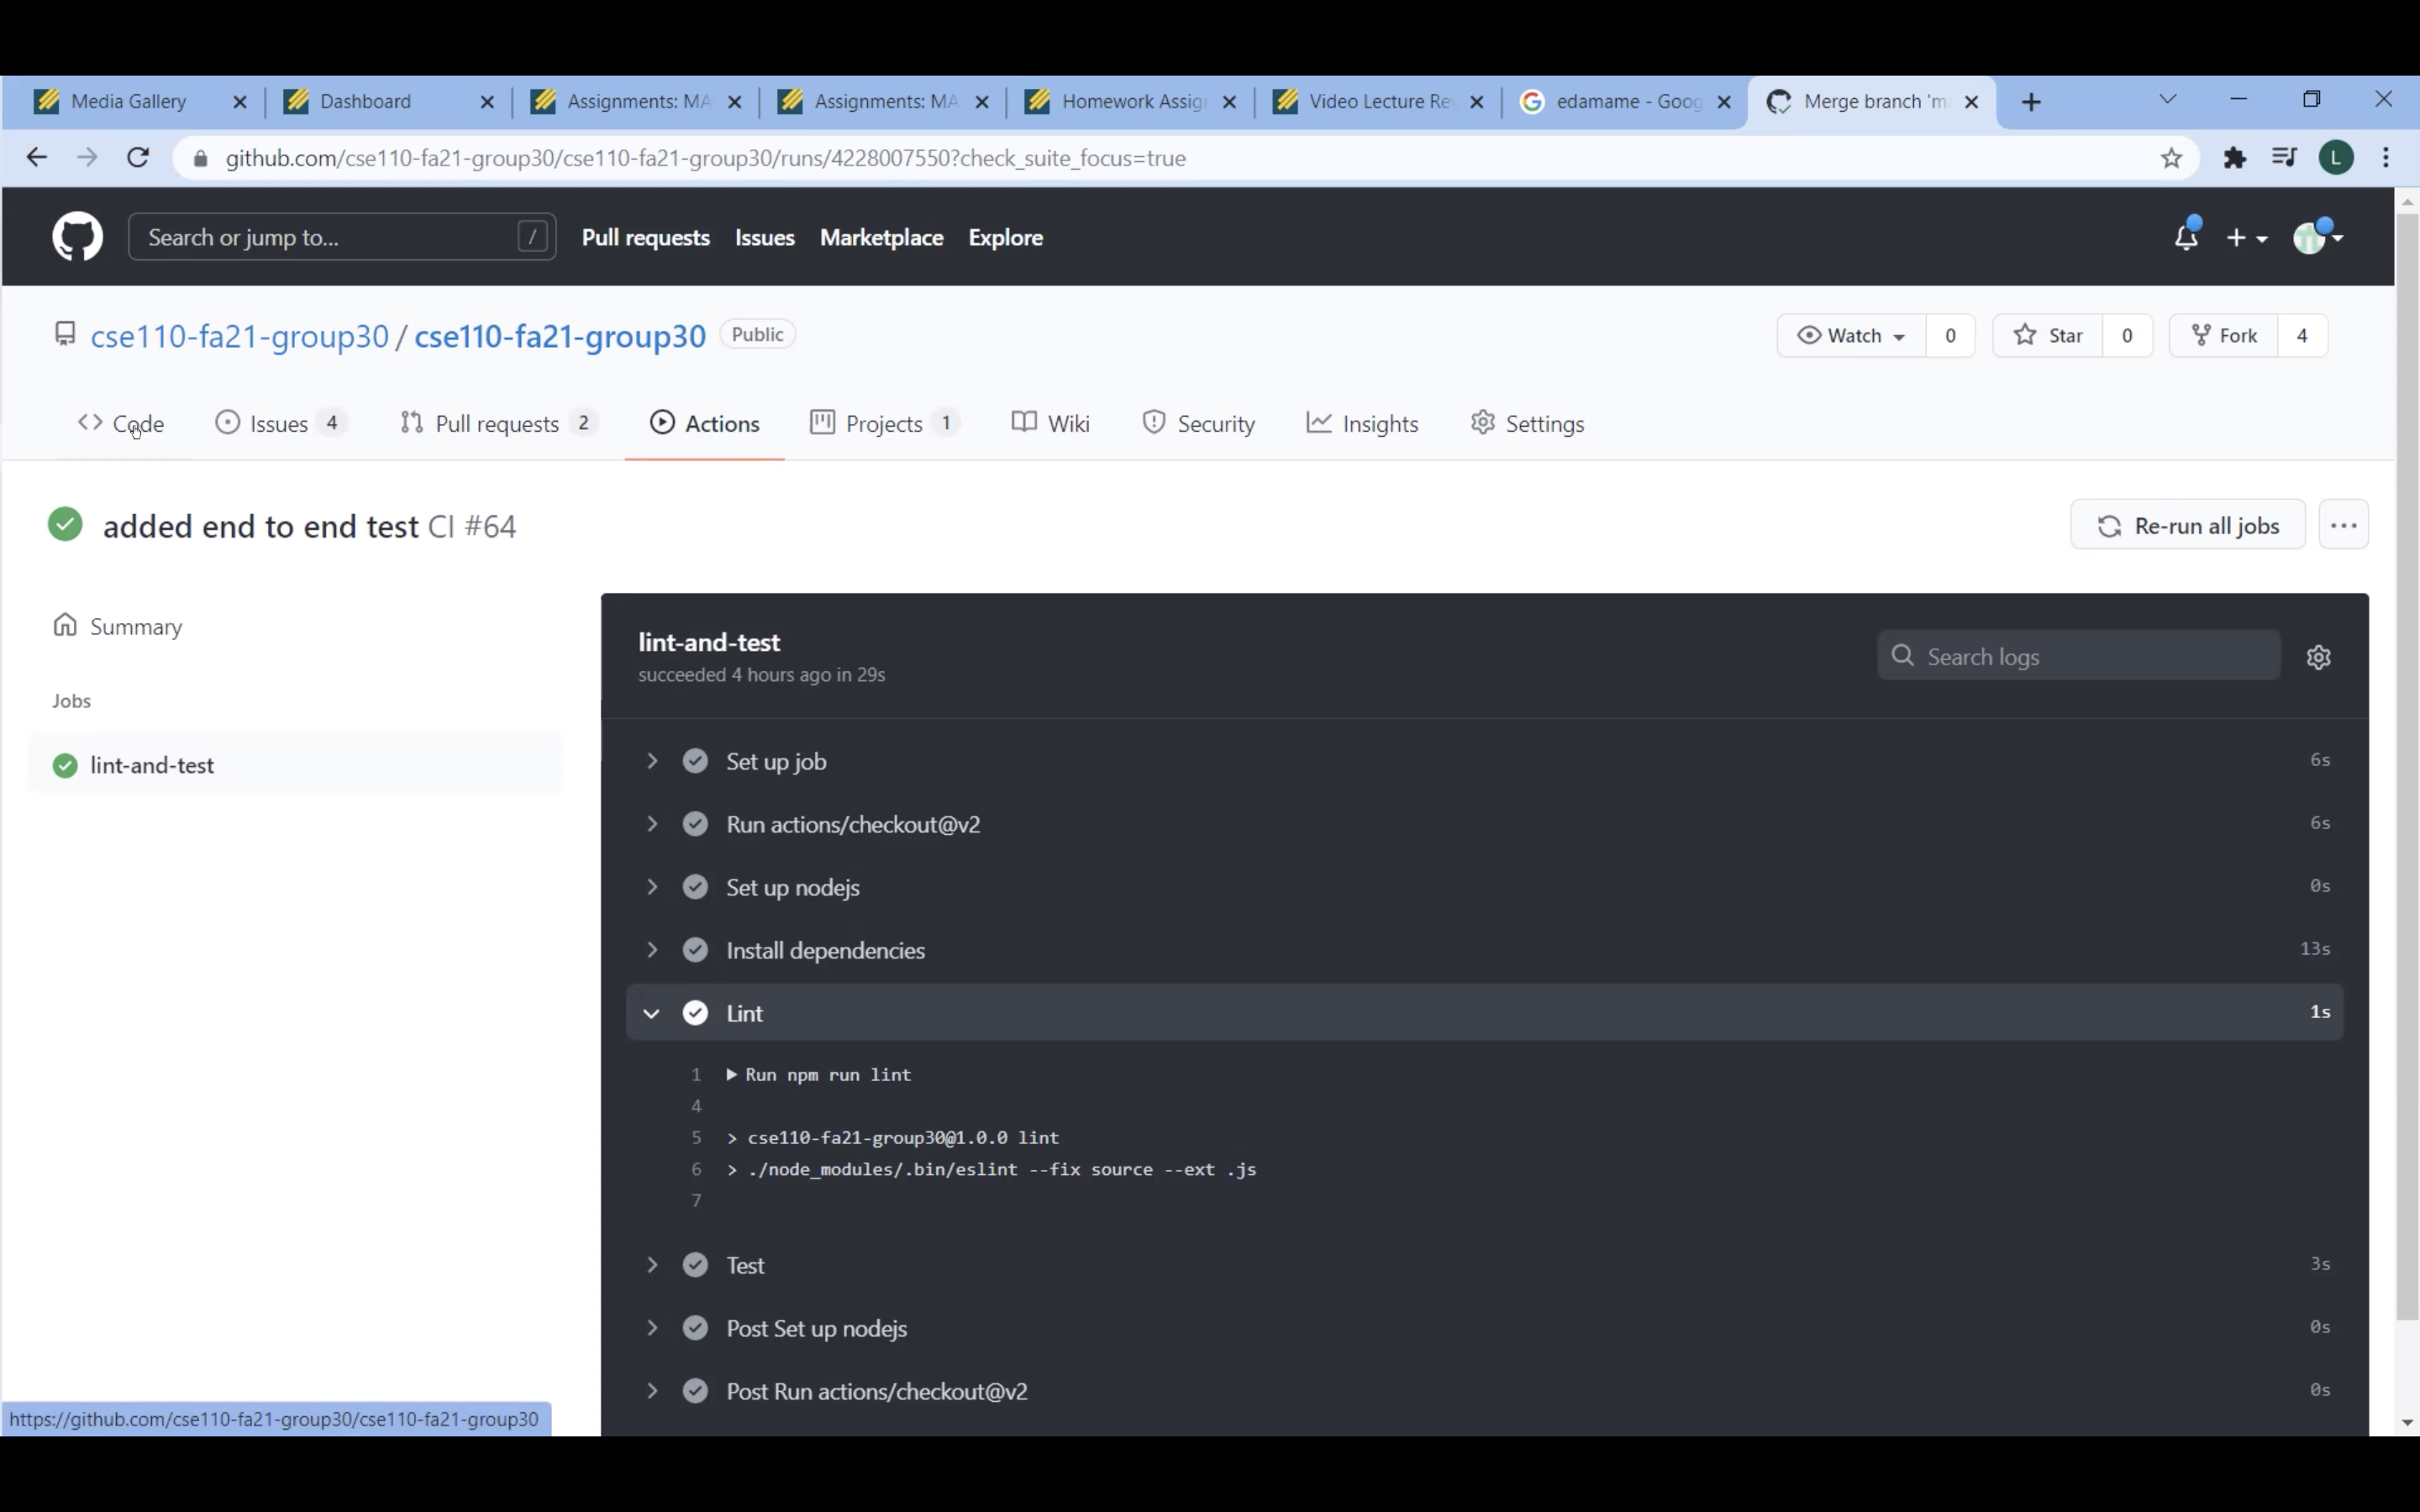 Media Gallery
Dashboard
Assignments: MA
Assignments: MA
Homework Assig
Video Lecture Re
edamame - Goog
Merge branch 'm
github.com/cse110-fa21-group30/cse110-fa21-group30/runs/4228007550?check_suite_focus=true
L
Search or jump to... /
Pull requests Issues Marketplace Explore
cse110-fa21-group30 / cse110-fa21-group30 Public
Watch 0 Star 0 Fork 4
Code Issues 4 Pull requests 2 Actions Projects 1 Wiki Security Insights Settings
added end to end test CI #64
Re-run all jobs
Summary
Jobs
lint-and-test
lint-and-test
succeeded 4 hours ago in 29s
Search logs
Set up job 6s
Run actions/checkout@v2 6s
Set up nodejs 0s
Install dependencies 13s
Lint 1s
1 Run npm run lint
4
5 > cse110-fa21-group30@1.0.0 lint
6 > ./node_modules/.bin/eslint --fix source --ext .js
7
Test 3s
Post Set up nodejs 0s
Post Run actions/checkout@v2 0s
https://github.com/cse110-fa21-group30/cse110-fa21-group30